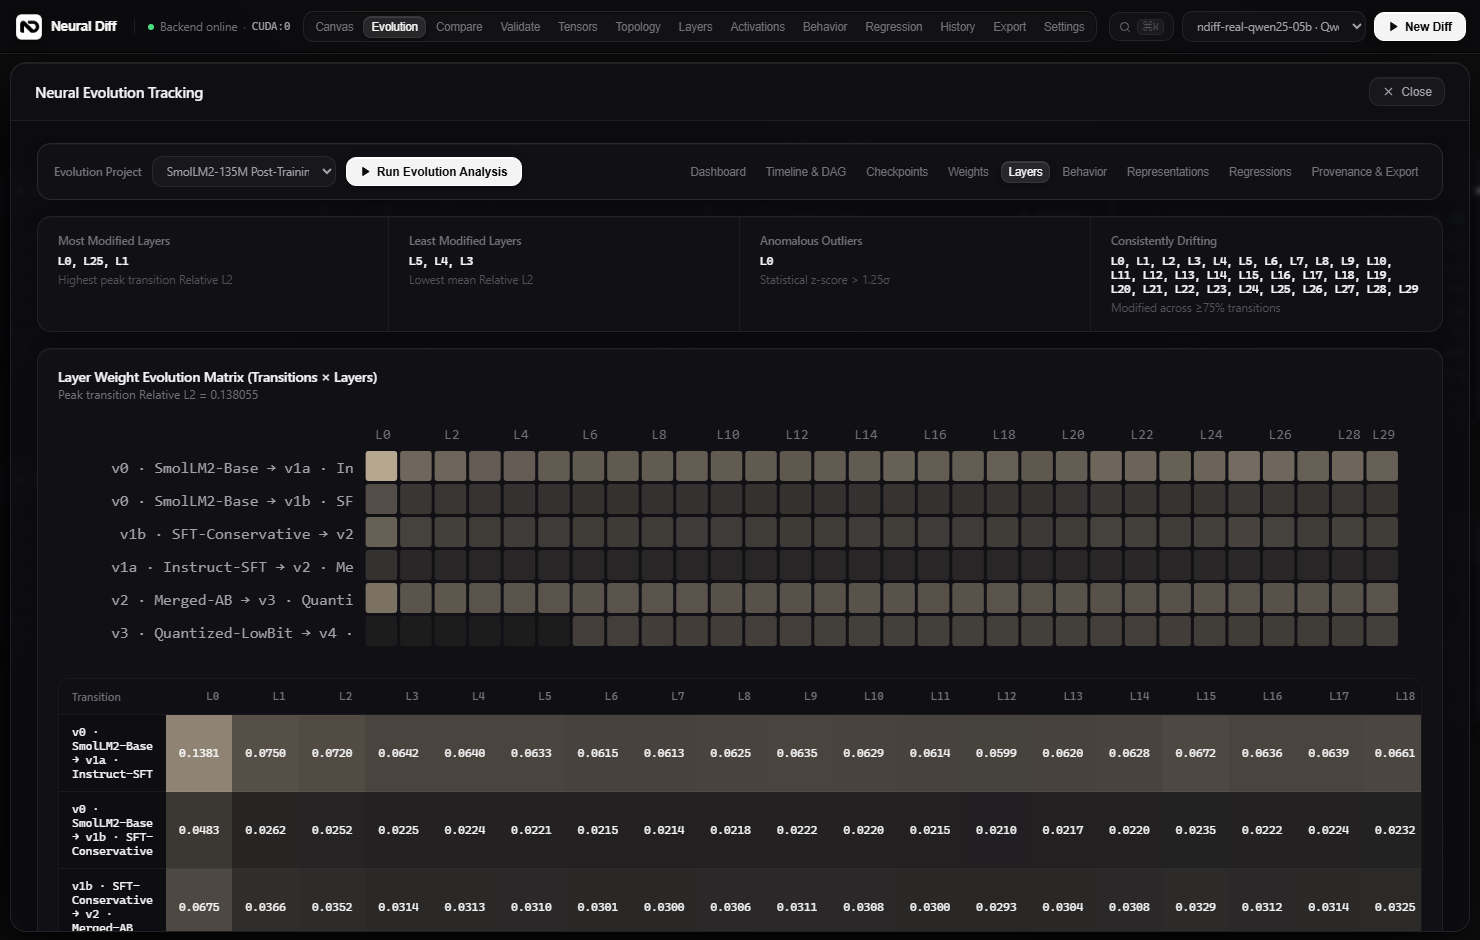 Neural Diff
Backend online · CUDA:0
Canvas Evolution Compare Validate Tensors Topology Layers Activations Behavior Regression History Export Settings
⌘K
ndiff-real-qwen25-05b · Qw
New Diff
Neural Evolution Tracking
Close
Evolution Project
SmolLM2-135M Post-Trainin
Run Evolution Analysis
Dashboard Timeline & DAG Checkpoints Weights Layers Behavior Representations Regressions Provenance & Export
Most Modified Layers
L0, L25, L1
Highest peak transition Relative L2
Least Modified Layers
L5, L4, L3
Lowest mean Relative L2
Anomalous Outliers
L0
Statistical z-score > 1.25σ
Consistently Drifting
L0, L1, L2, L3, L4, L5, L6, L7, L8, L9, L10,
L11, L12, L13, L14, L15, L16, L17, L18, L19,
L20, L21, L22, L23, L24, L25, L26, L27, L28, L29
Modified across ≥75% transitions
Layer Weight Evolution Matrix (Transitions × Layers)
Peak transition Relative L2 = 0.138055
L0 L2 L4 L6 L8 L10 L12 L14 L16 L18 L20 L22 L24 L26 L28 L29
v0 · SmolLM2-Base → v1a · In
v0 · SmolLM2-Base → v1b · SF
v1b · SFT-Conservative → v2
v1a · Instruct-SFT → v2 · Me
v2 · Merged-AB → v3 · Quanti
v3 · Quantized-LowBit → v4 ·
Transition L0 L1 L2 L3 L4 L5 L6 L7 L8 L9 L10 L11 L12 L13 L14 L15 L16 L17 L18
v0 ·
SmolLM2-Base
→ v1a ·
Instruct-SFT
0.1381 0.0750 0.0720 0.0642 0.0640 0.0633 0.0615 0.0613 0.0625 0.0635 0.0629 0.0614 0.0599 0.0620 0.0628 0.0672 0.0636 0.0639 0.0661
v0 ·
SmolLM2-Base
→ v1b · SFT-
Conservative
0.0483 0.0262 0.0252 0.0225 0.0224 0.0221 0.0215 0.0214 0.0218 0.0222 0.0220 0.0215 0.0210 0.0217 0.0220 0.0235 0.0222 0.0224 0.0232
v1b · SFT-
Conservative
→ v2 ·
Merged-AB
0.0675 0.0366 0.0352 0.0314 0.0313 0.0310 0.0301 0.0300 0.0306 0.0311 0.0308 0.0300 0.0293 0.0304 0.0308 0.0329 0.0312 0.0314 0.0325